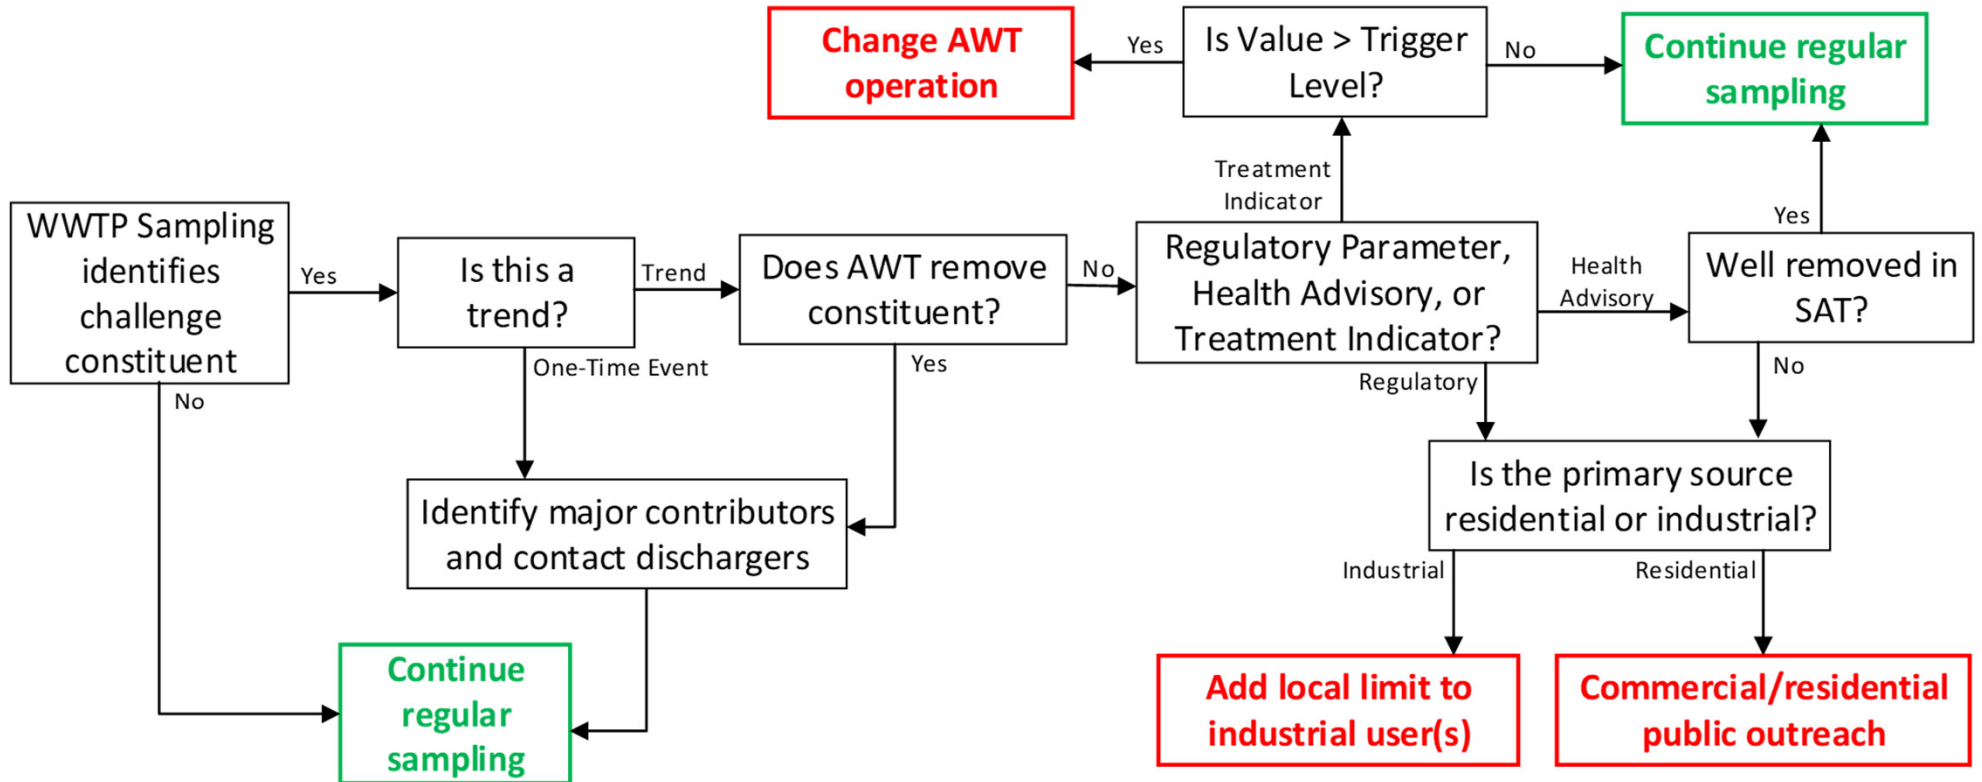 Change AWT
operation
Yes
Is Value > Trigger
Level?
No
Continue regular
sampling
Treatment
Indicator
Yes
WWTP Sampling
identifies
challenge
constituent
Yes
Is this a
trend?
Trend
Does AWT remove
constituent?
No
Regulatory Parameter,
Health Advisory, or
Treatment Indicator?
Health
Advisory
Well removed in
SAT?
No
One-Time Event
Yes
Regulatory
No
Identify major contributors
and contact dischargers
Is the primary source
residential or industrial?
Industrial
Residential
Continue
regular
sampling
Add local limit to
industrial user(s)
Commercial/residential
public outreach